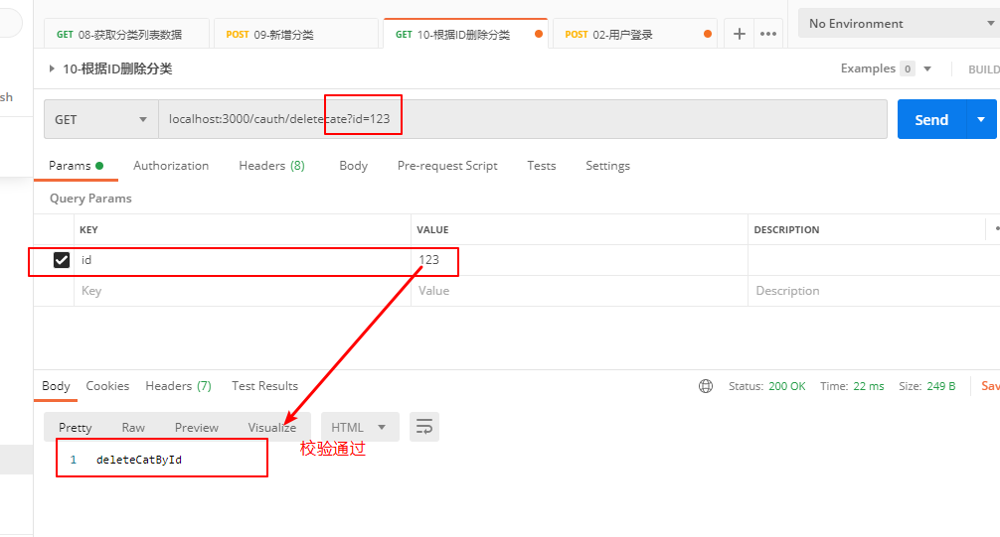 GET 08-获取分类列表数据 POST 09-新增分类 GET 10-根据ID删除分类 POST 02-用户登录 No Environment
10-根据ID删除分类 Examples 0 BUILD
sh
GET localhost:3000/cauth/deletecate?id=123 Send
Params Authorization Headers (8) Body Pre-request Script Tests Settings
Query Params
KEY VALUE DESCRIPTION
id 123
Key Value Description
Body Cookies Headers (7) Test Results Status: 200 OK Time: 22 ms Size: 249 B Sav
Pretty Raw Preview Visualize HTML
校验通过
1 deleteCatById